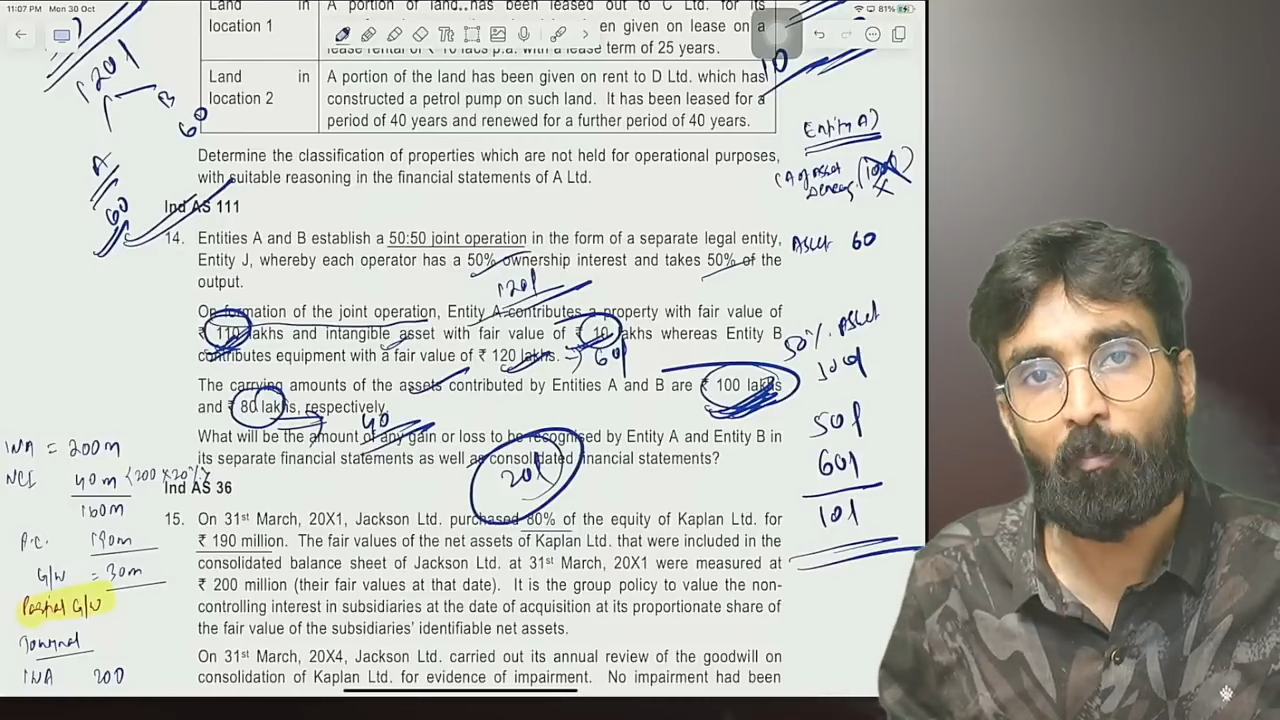 11:07 PM Mon 30 Oct
81%
Land in A portion of land has been leased out to C Ltd. for its
location 1 en given on lease on a
lease rental of ₹ 10 lacs p.a. with a lease term of 25 years.
Land in A portion of the land has been given on rent to D Ltd. which has
location 2 constructed a petrol pump on such land. It has been leased for a
period of 40 years and renewed for a further period of 40 years.
120l
B
60
A
60
10
Entity A)
(A of Asset
Determine the classification of properties which are not held for operational purposes,
with suitable reasoning in the financial statements of A Ltd.
Ind AS 111
14. Entities A and B establish a 50:50 joint operation in the form of a separate legal entity,
Entity J, whereby each operator has a 50% ownership interest and takes 50% of the
output.
Asset 60
120l
On formation of the joint operation, Entity A contributes a property with fair value of
₹ 110 lakhs and intangible asset with fair value of ₹ 10 lakhs whereas Entity B
contributes equipment with a fair value of ₹ 120 lakhs.
60l
50% Asset
100l
50l
60l
10l
The carrying amounts of the assets contributed by Entities A and B are ₹ 100 lakhs
and ₹ 80 lakhs, respectively.
40
What will be the amount of any gain or loss to be recognised by Entity A and Entity B in
its separate financial statements as well as consolidated financial statements?
20l
INA = 200m
NCI 40m (200 x 20%)
160m
P.C. 190m
G/W = 30m
Partial G/W
Journal
INA 200
Ind AS 36
15. On 31st March, 20X1, Jackson Ltd. purchased 80% of the equity of Kaplan Ltd. for
₹ 190 million. The fair values of the net assets of Kaplan Ltd. that were included in the
consolidated balance sheet of Jackson Ltd. at 31st March, 20X1 were measured at
₹ 200 million (their fair values at that date). It is the group policy to value the non-
controlling interest in subsidiaries at the date of acquisition at its proportionate share of
the fair value of the subsidiaries' identifiable net assets.
On 31st March, 20X4, Jackson Ltd. carried out its annual review of the goodwill on
consolidation of Kaplan Ltd. for evidence of impairment. No impairment had been